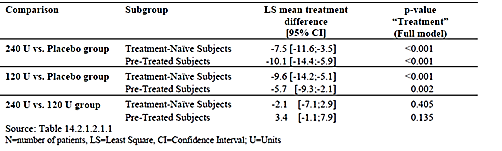 Comparison Subgroup LS mean treatment p-value
difference "Treatment"
[95% CI] (Full model)
240 U vs. Placebo group Treatment-Naïve Subjects -7.5 [-11.6;-3.5] <0.001
Pre-Treated Subjects -10.1 [-14.4;-5.9] <0.001
120 U vs. Placebo group Treatment-Naïve Subjects -9.6 [-14.2;-5.1] <0.001
Pre-Treated Subjects -5.7 [-9.3;-2.1] 0.002
240 U vs. 120 U group Treatment-Naïve Subjects -2.1 [-7.1;2.9] 0.405
Pre-Treated Subjects 3.4 [-1.1;7.9] 0.135
Source: Table 14.2.1.2.1.1
N=number of patients, LS=Least Square, CI=Confidence Interval; U=Units